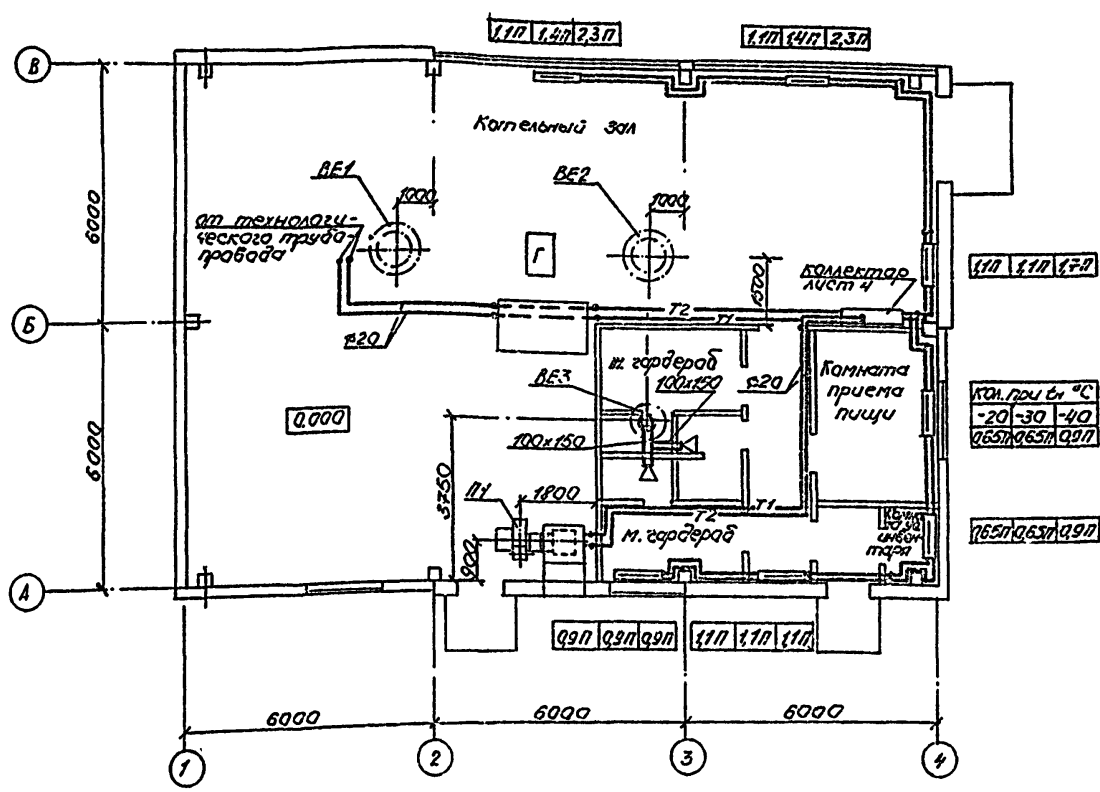 1,1П 1,4П 2,3П
1,1П 1,4П 2,3П
В
Котельный зал
ВЕ1
ВЕ2
1000
1000
от технологи-
ческого трубо-
провода
6000
Г
1500
коллектор
лист 4
1,1П 1,1П 1,7П
Б
Т2
Т1
ø20
ж. гардероб
100х150
ø20
Комната
приема
пищи
ВЕ3
кол. при tн °С
-20 -30 -40
0,65П 0,65П 0,9П
0.000
100х150
6000
3750
П1
1800
Т2
Т1
м. гардероб
инвен
таря
0,65П 0,65П 0,9П
900
А
0,9П 0,9П 0,9П
1,1П 1,1П 1,1П
6000
6000
6000
1
2
3
4